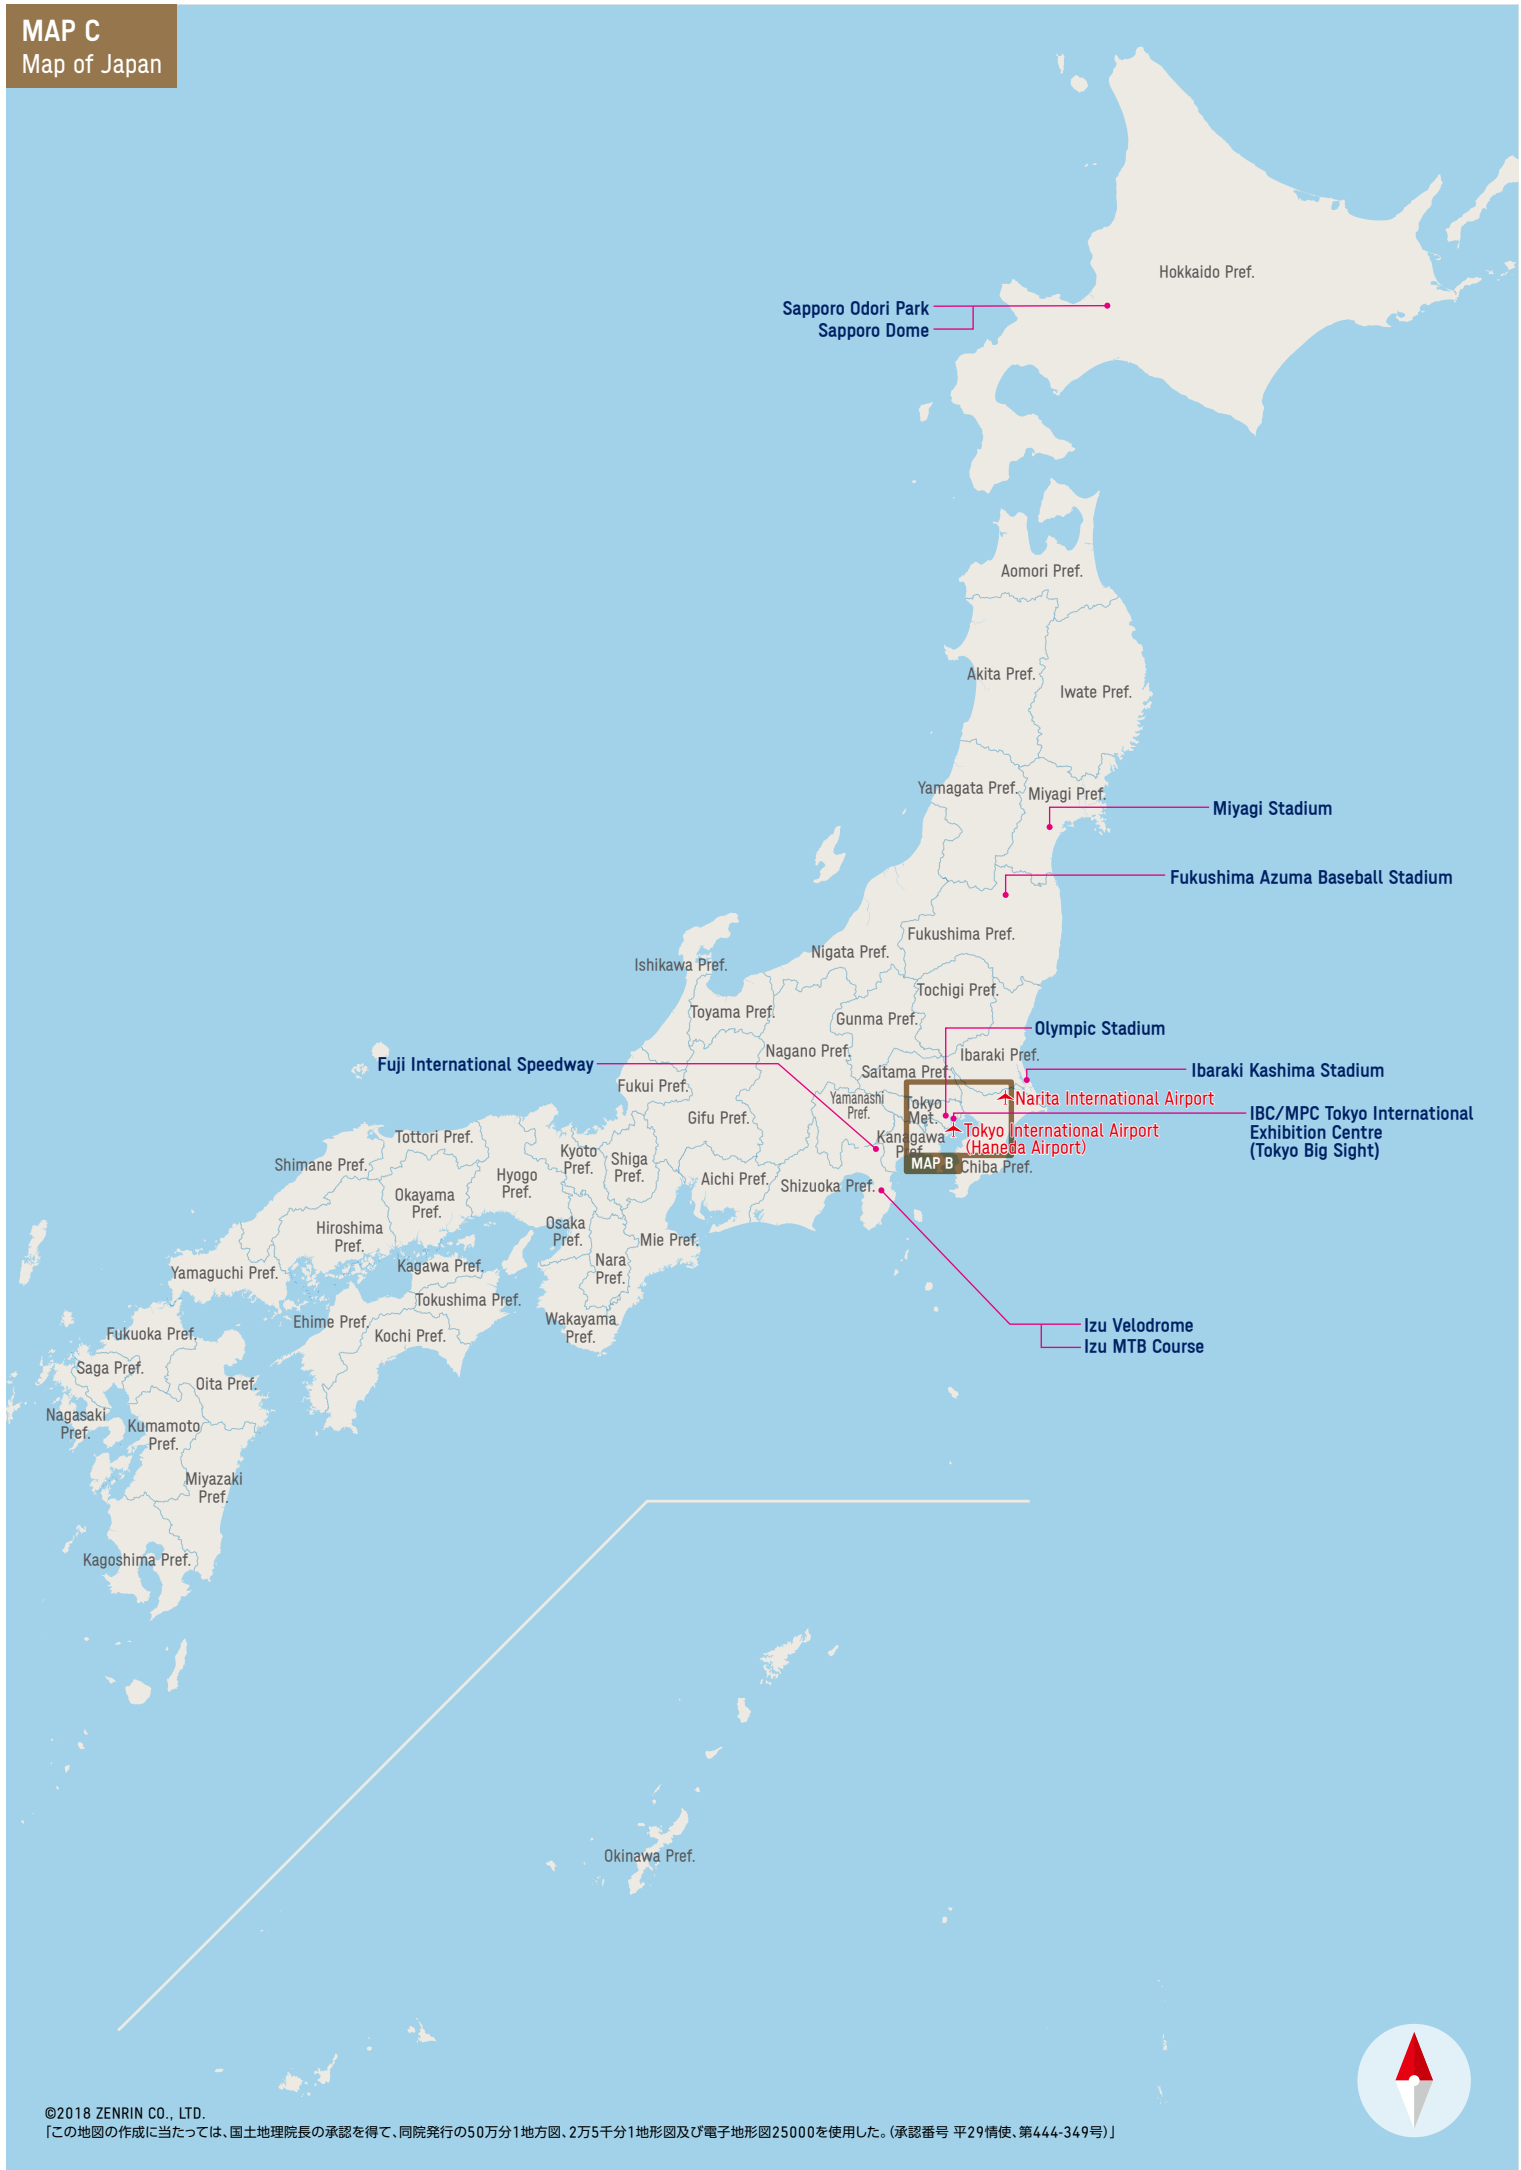 MAP C
Map of Japan
Hokkaido Pref.
Sapporo Odori Park
Sapporo Dome
Aomori Pref.
Akita Pref.
Iwate Pref.
Yamagata Pref.
Miyagi Pref.
Miyagi Stadium
Fukushima Azuma Baseball Stadium
Fukushima Pref.
Nigata Pref.
Ishikawa Pref.
Tochigi Pref.
Toyama Pref.
Gunma Pref.
Olympic Stadium
Nagano Pref.
Ibaraki Pref.
Fuji International Speedway
Saitama Pref.
Ibaraki Kashima Stadium
Fukui Pref.
Yamanashi
Pref.
Tokyo
Met.
Narita International Airport
Gifu Pref.
IBC/MPC Tokyo International
Exhibition Centre
(Tokyo Big Sight)
Tokyo International Airport
(Haneda Airport)
Kanagawa
Pref.
MAP B
Chiba Pref.
Tottori Pref.
Shimane Pref.
Kyoto
Pref.
Shiga
Pref.
Hyogo
Pref.
Aichi Pref.
Shizuoka Pref.
Okayama
Pref.
Hiroshima
Pref.
Osaka
Pref.
Mie Pref.
Nara
Pref.
Kagawa Pref.
Yamaguchi Pref.
Tokushima Pref.
Ehime Pref.
Wakayama
Pref.
Kochi Pref.
Izu Velodrome
Izu MTB Course
Fukuoka Pref.
Saga Pref.
Oita Pref.
Nagasaki
Pref.
Kumamoto
Pref.
Miyazaki
Pref.
Kagoshima Pref.
Okinawa Pref.
©2018 ZENRIN CO., LTD.
「この地図の作成に当たっては、国土地理院長の承認を得て、同院発行の50万分1地方図、2万5千分1地形図及び電子地形図25000を使用した。（承認番号 平29情使、第444-349号）」